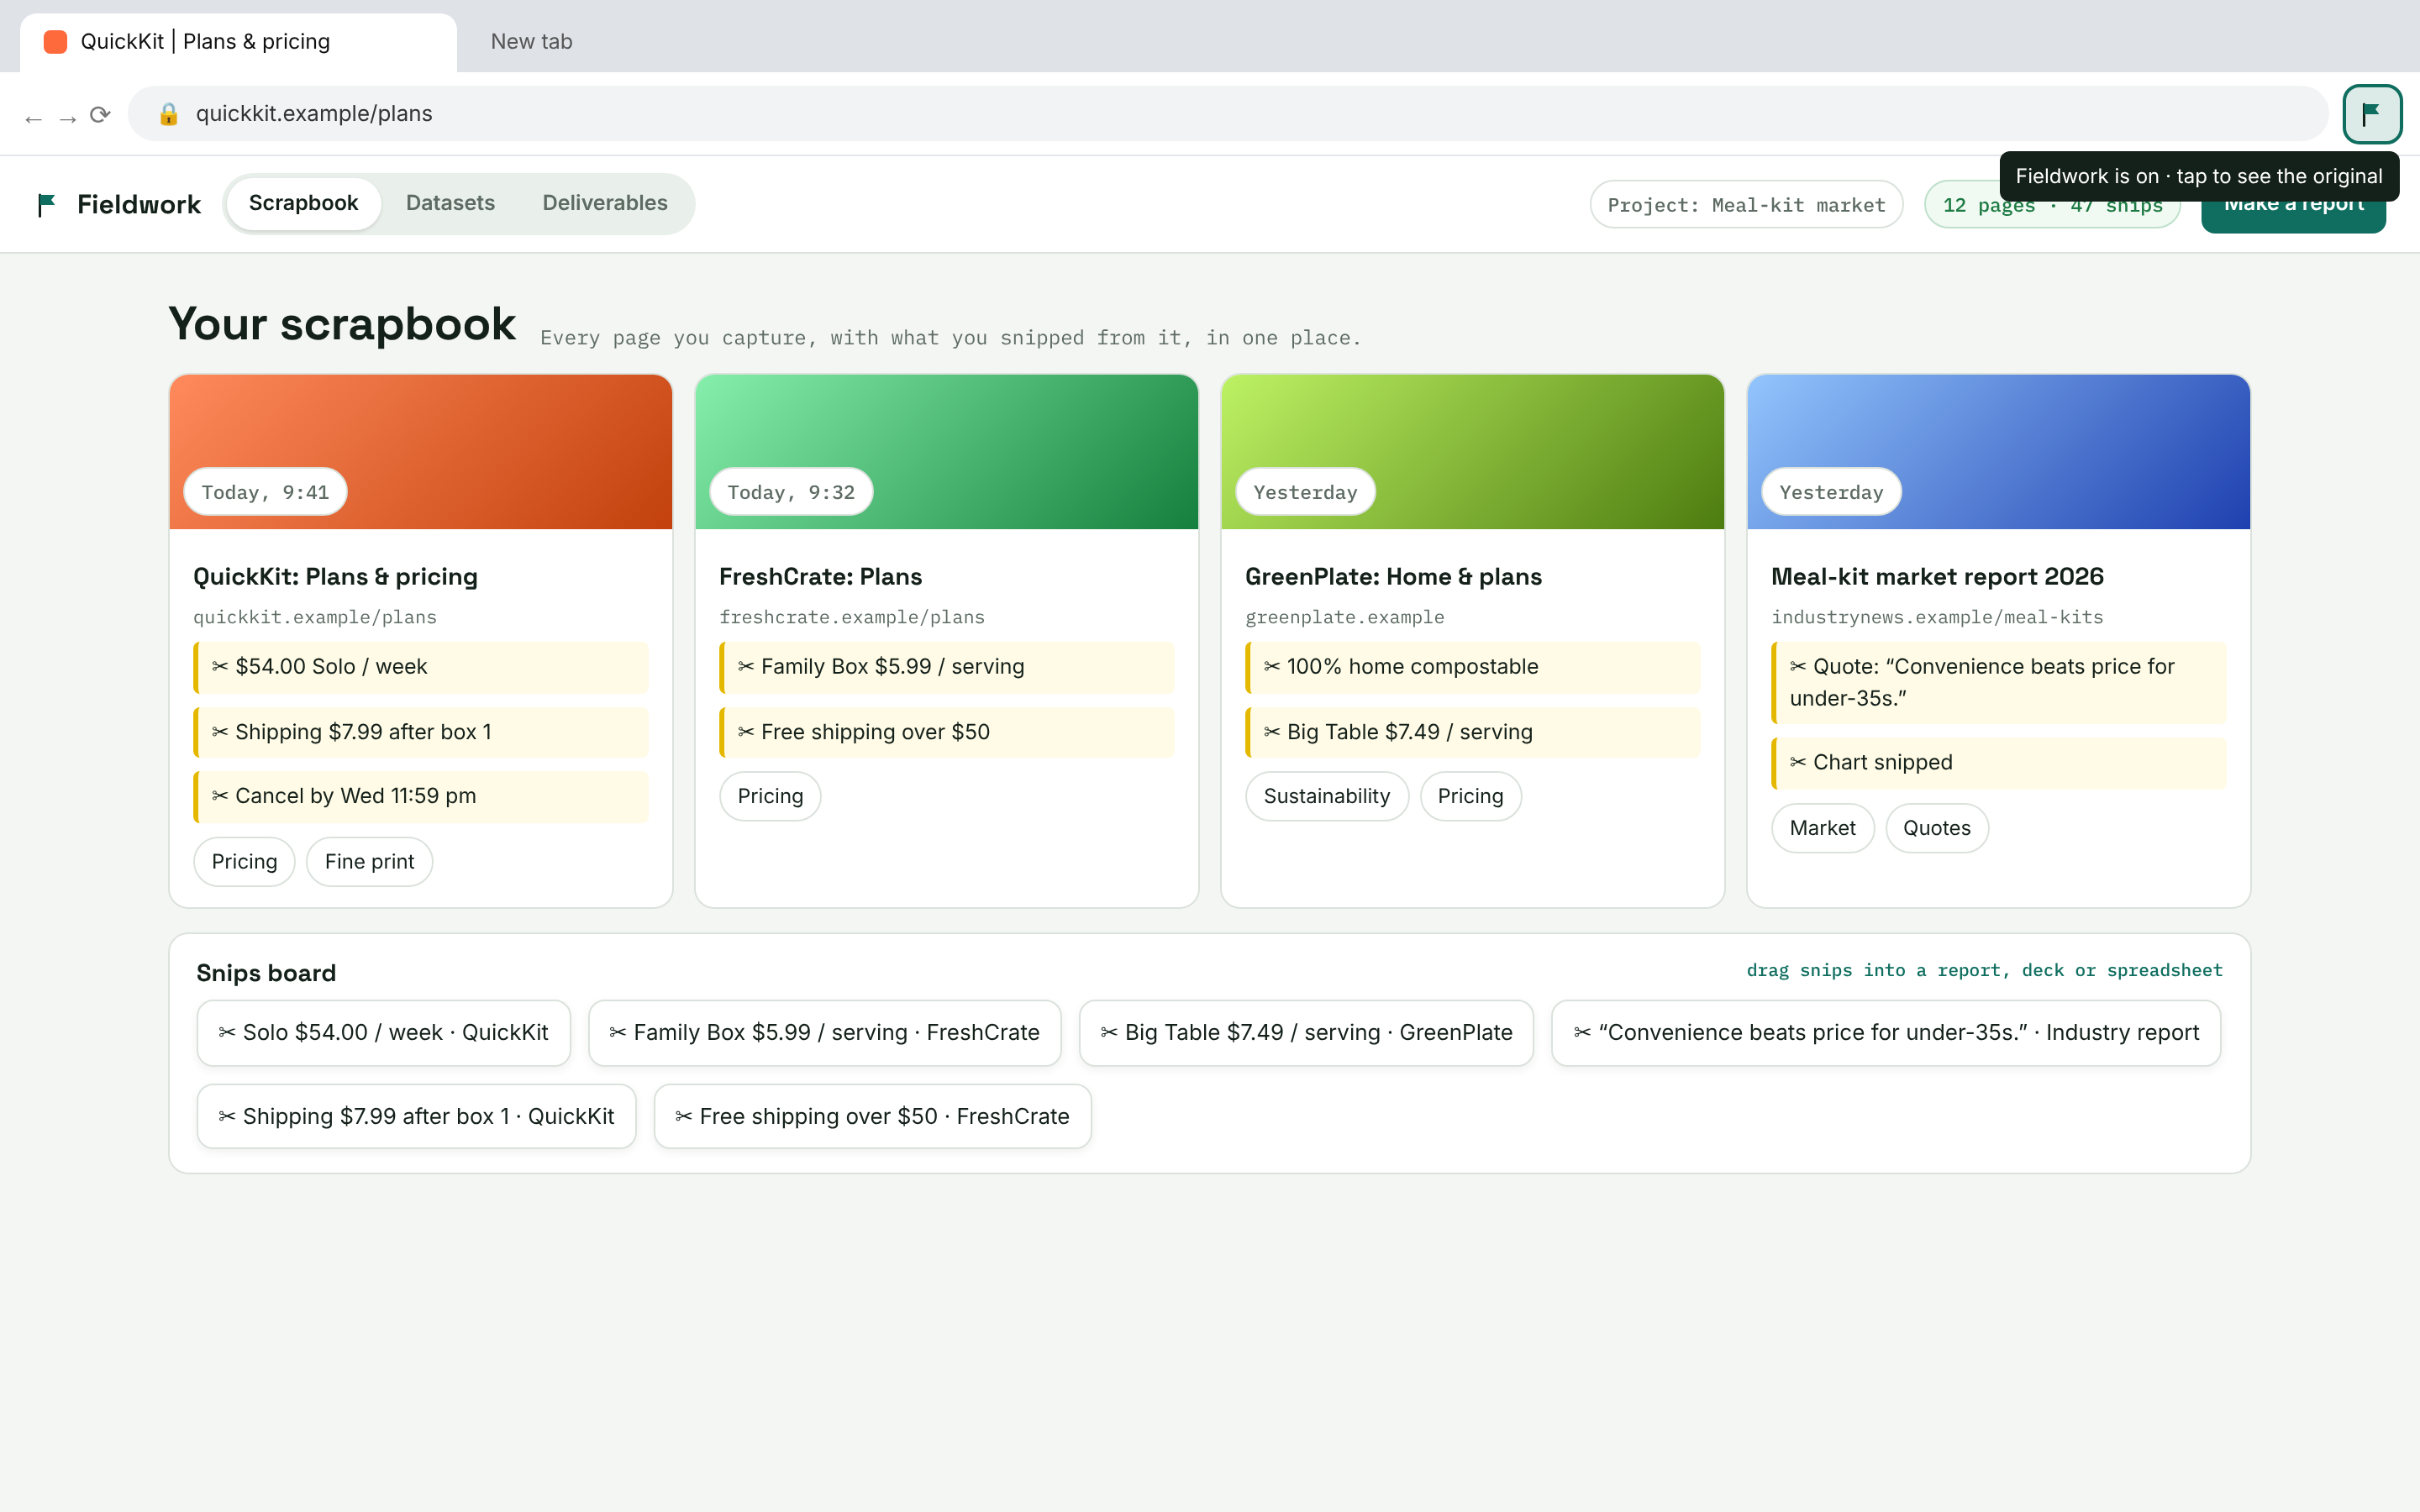 QuickKit | Plans & pricing
New tab
quickkit.example/plans
Fieldwork is on · tap to see the original
Fieldwork
Scrapbook
Datasets
Deliverables
Project: Meal-kit market
12 pages · 47 snips
Make a report
Your scrapbook
Every page you capture, with what you snipped from it, in one place.
Today, 9:41
QuickKit: Plans & pricing
quickkit.example/plans
✂ $54.00 Solo / week
✂ Shipping $7.99 after box 1
✂ Cancel by Wed 11:59 pm
Pricing
Fine print
Today, 9:32
FreshCrate: Plans
freshcrate.example/plans
✂ Family Box $5.99 / serving
✂ Free shipping over $50
Pricing
Yesterday
GreenPlate: Home & plans
greenplate.example
✂ 100% home compostable
✂ Big Table $7.49 / serving
Sustainability
Pricing
Yesterday
Meal-kit market report 2026
industrynews.example/meal-kits
✂ Quote: “Convenience beats price for
under-35s.”
✂ Chart snipped
Market
Quotes
Snips board
drag snips into a report, deck or spreadsheet
✂ Solo $54.00 / week · QuickKit
✂ Family Box $5.99 / serving · FreshCrate
✂ Big Table $7.49 / serving · GreenPlate
✂ “Convenience beats price for under-35s.” · Industry report
✂ Shipping $7.99 after box 1 · QuickKit
✂ Free shipping over $50 · FreshCrate